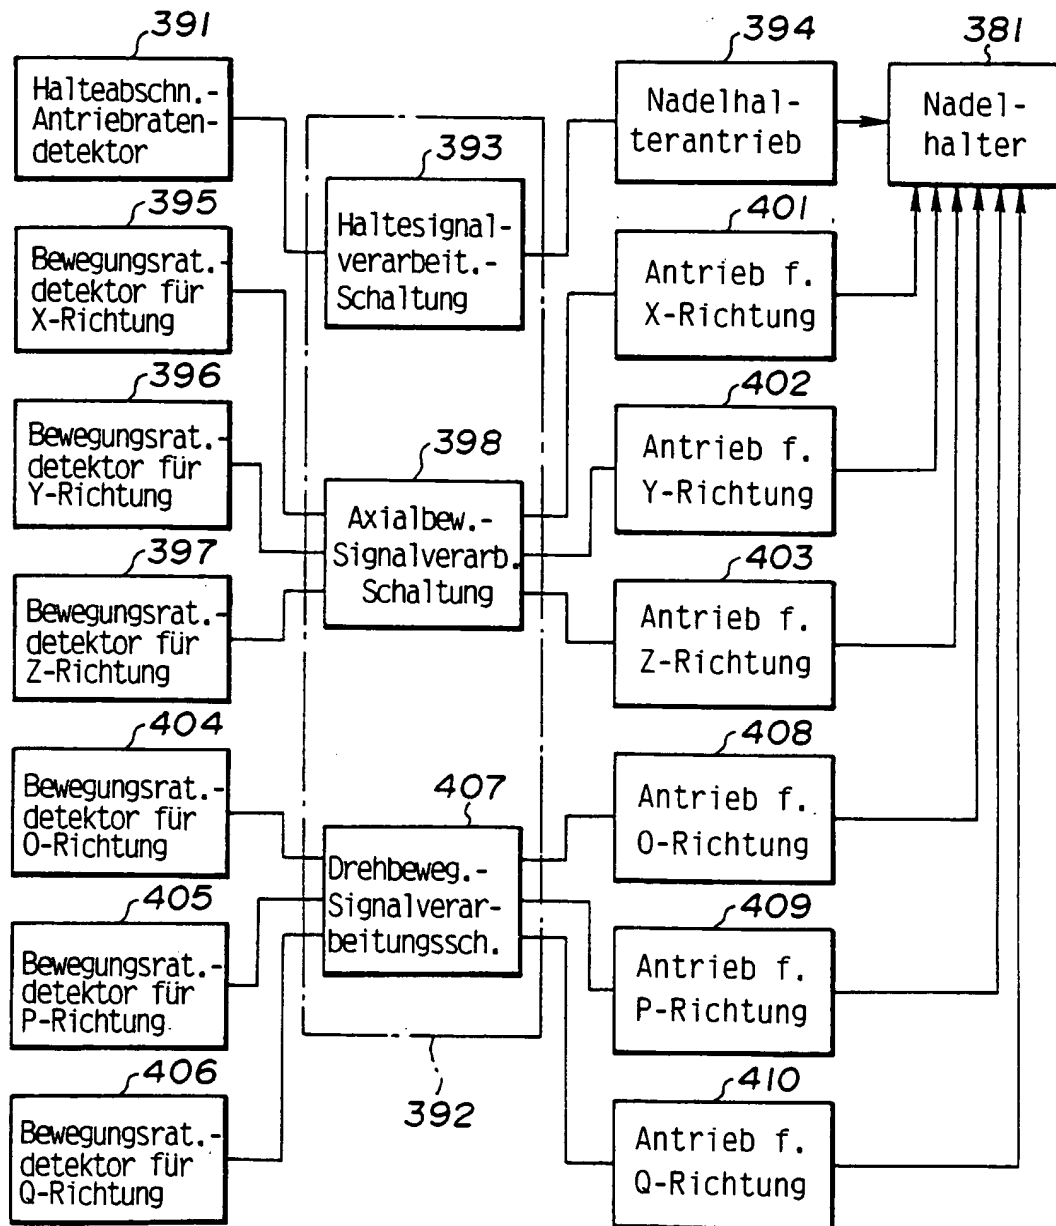 391
Halteabschn.-
Antriebraten-
detektor
395
Bewegungsrat.-
detektor für
X-Richtung
396
Bewegungsrat.-
detektor für
Y-Richtung
397
Bewegungsrat.-
detektor für
Z-Richtung
404
Bewegungsrat.-
detektor für
O-Richtung
405
Bewegungsrat.-
detektor für
P-Richtung
406
Bewegungsrat.-
detektor für
Q-Richtung
393
Haltesignal-
verarbeit.-
Schaltung
398
Axialbew.-
Signalverarb.
Schaltung
407
Drehbeweg.-
Signalverar-
beitungssch.
392
394
Nadelhal-
terantrieb
401
Antrieb f.
X-Richtung
402
Antrieb f.
Y-Richtung
403
Antrieb f.
Z-Richtung
408
Antrieb f.
O-Richtung
409
Antrieb f.
P-Richtung
410
Antrieb f.
Q-Richtung
381
Nadel-
halter